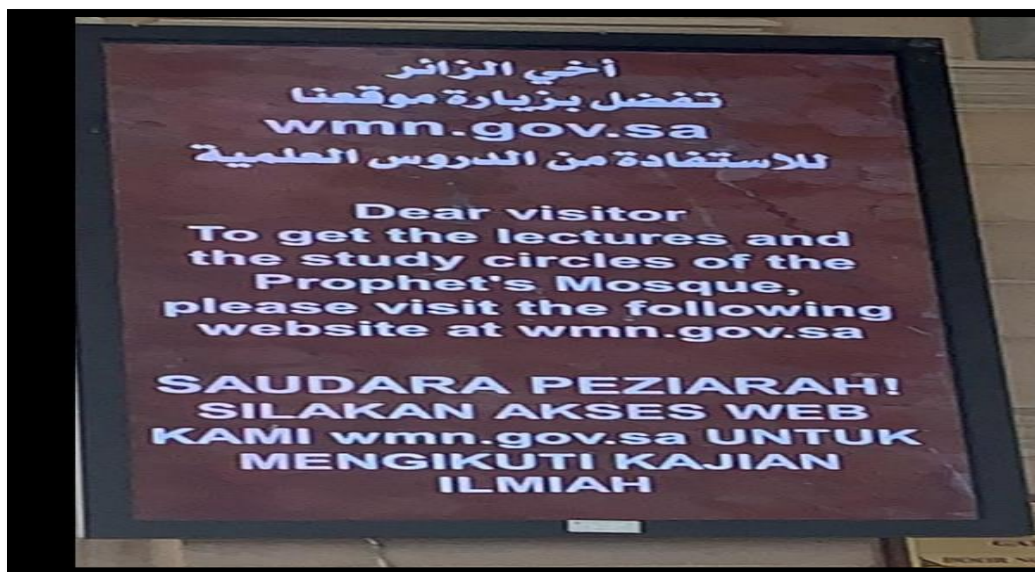 أخي الزائر
تفضل بزيارة موقعنا
wmn.gov.sa
للاستفادة من الدروس العلمية
Dear visitor
To get the lectures and
the study circles of the
Prophet's Mosque,
please visit the following
website at wmn.gov.sa
SAUDARA PEZIARAH!
SILAKAN AKSES WEB
KAMI wmn.gov.sa UNTUK
MENGIKUTI KAJIAN
ILMIAH